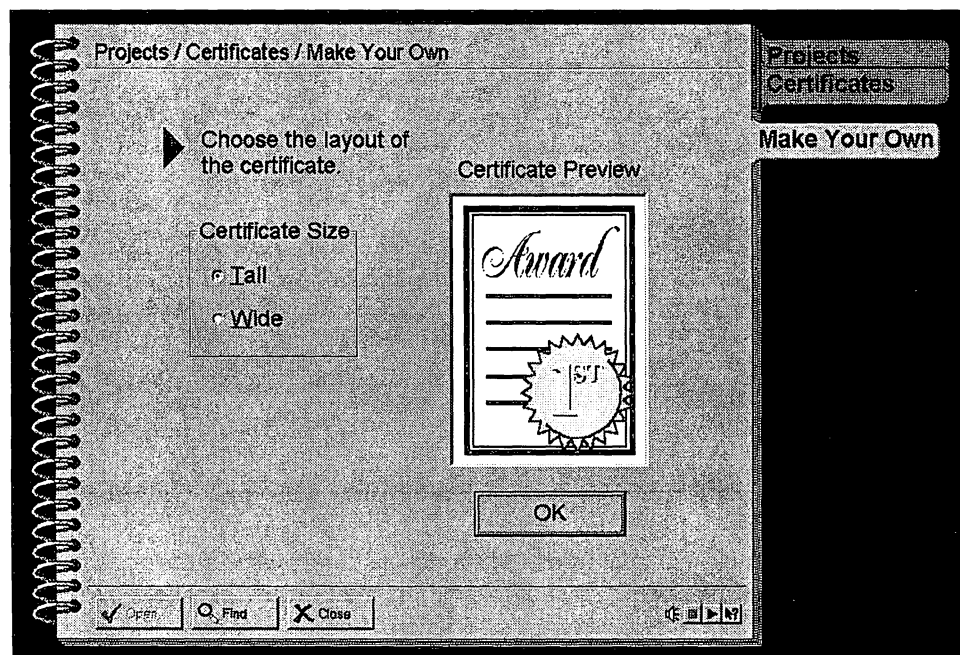 Projects / Certificates / Make Your Own
Projects
Certificates
Make Your Own
Choose the layout of
the certificate.
Certificate Preview
Certificate Size
Tall
Wide
Award
1ST
OK
Open
Find
Close